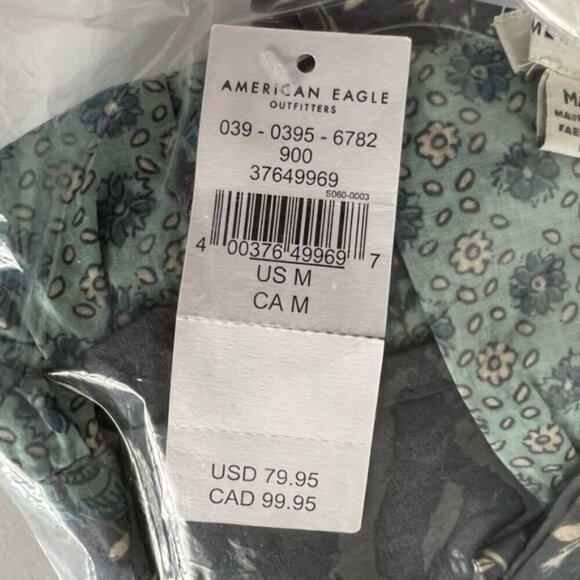 AMERICAN EAGLE
OUTFITTERS
039 - 0395 - 6782
900
37649969
S060-0003
4 00376 49969 7
US M
CA M
USD 79.95
CAD 99.95